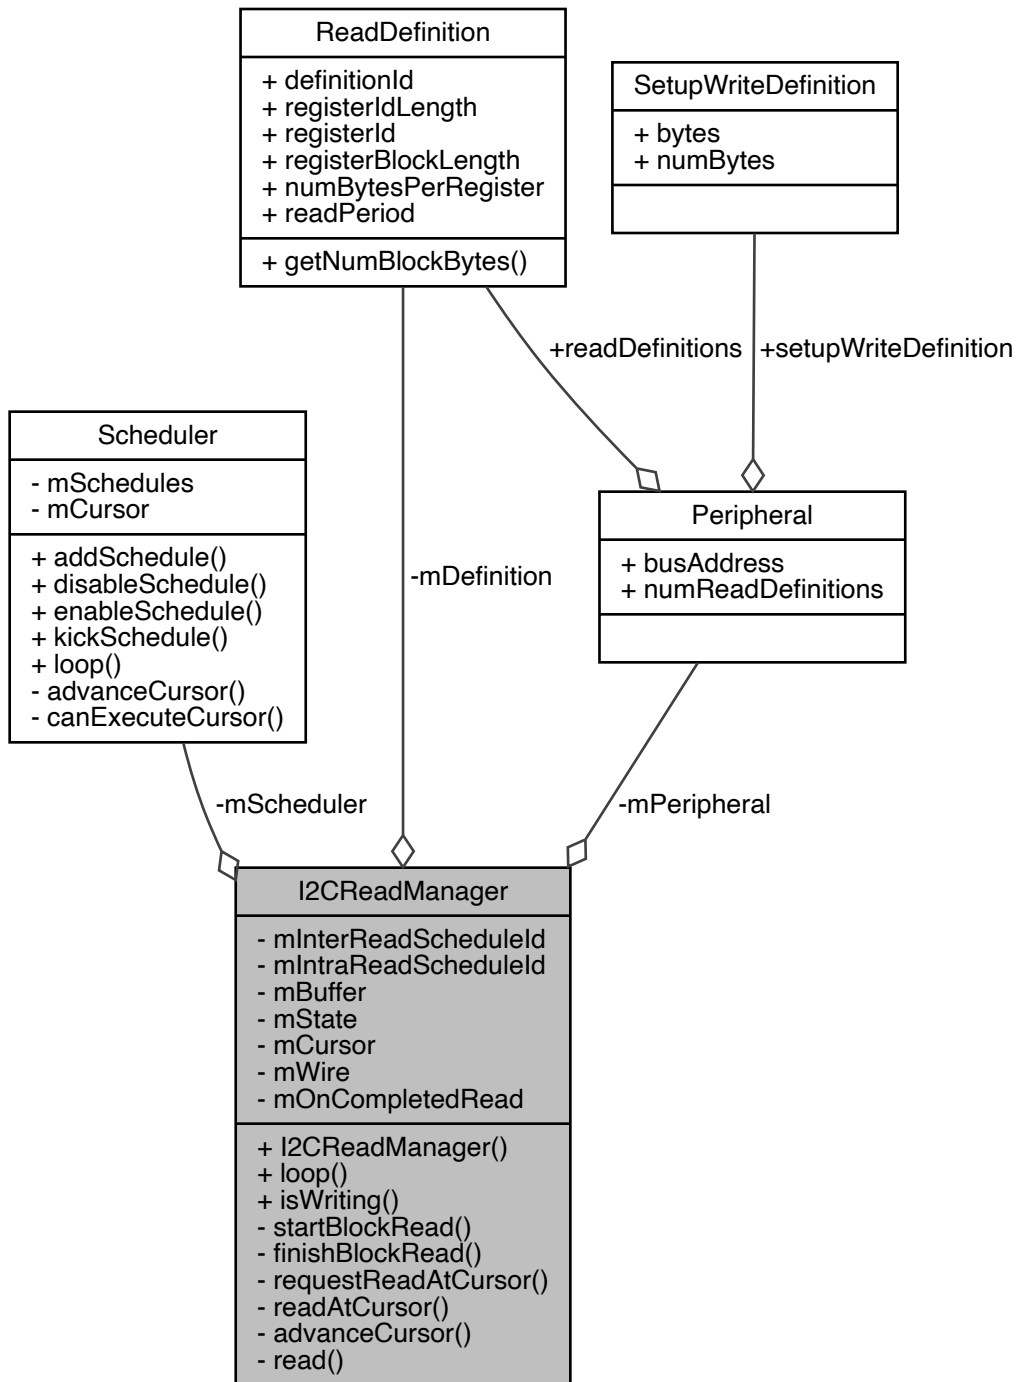 ReadDefinition
+ definitionId
+ registerIdLength
+ registerId
+ registerBlockLength
+ numBytesPerRegister
+ readPeriod
+ getNumBlockBytes()
SetupWriteDefinition
+ bytes
+ numBytes
+readDefinitions
+setupWriteDefinition
Scheduler
- mSchedules
- mCursor
+ addSchedule()
+ disableSchedule()
+ enableSchedule()
+ kickSchedule()
+ loop()
- advanceCursor()
- canExecuteCursor()
-mDefinition
Peripheral
+ busAddress
+ numReadDefinitions
-mScheduler
-mPeripheral
I2CReadManager
- mInterReadScheduleId
- mIntraReadScheduleId
- mBuffer
- mState
- mCursor
- mWire
- mOnCompletedRead
+ I2CReadManager()
+ loop()
+ isWriting()
- startBlockRead()
- finishBlockRead()
- requestReadAtCursor()
- readAtCursor()
- advanceCursor()
- read()